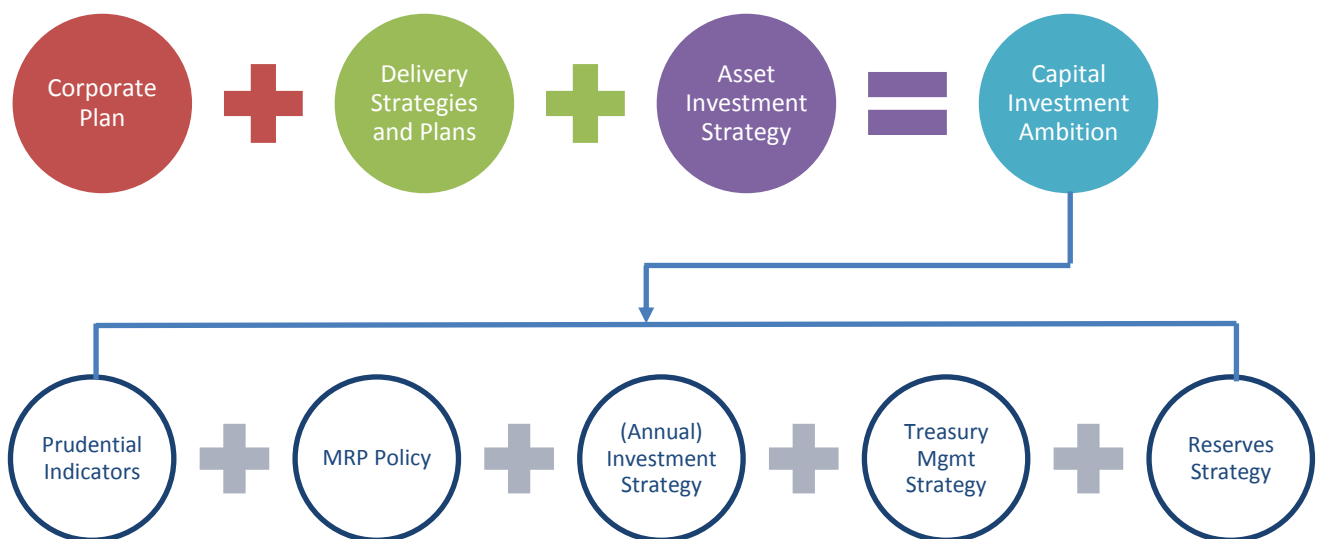 Corporate
Plan
Delivery
Strategies
and Plans
Asset
Investment
Strategy
Capital
Investment
Ambition
Prudential
Indicators
MRP Policy
(Annual)
Investment
Strategy
Treasury
Mgmt
Strategy
Reserves
Strategy